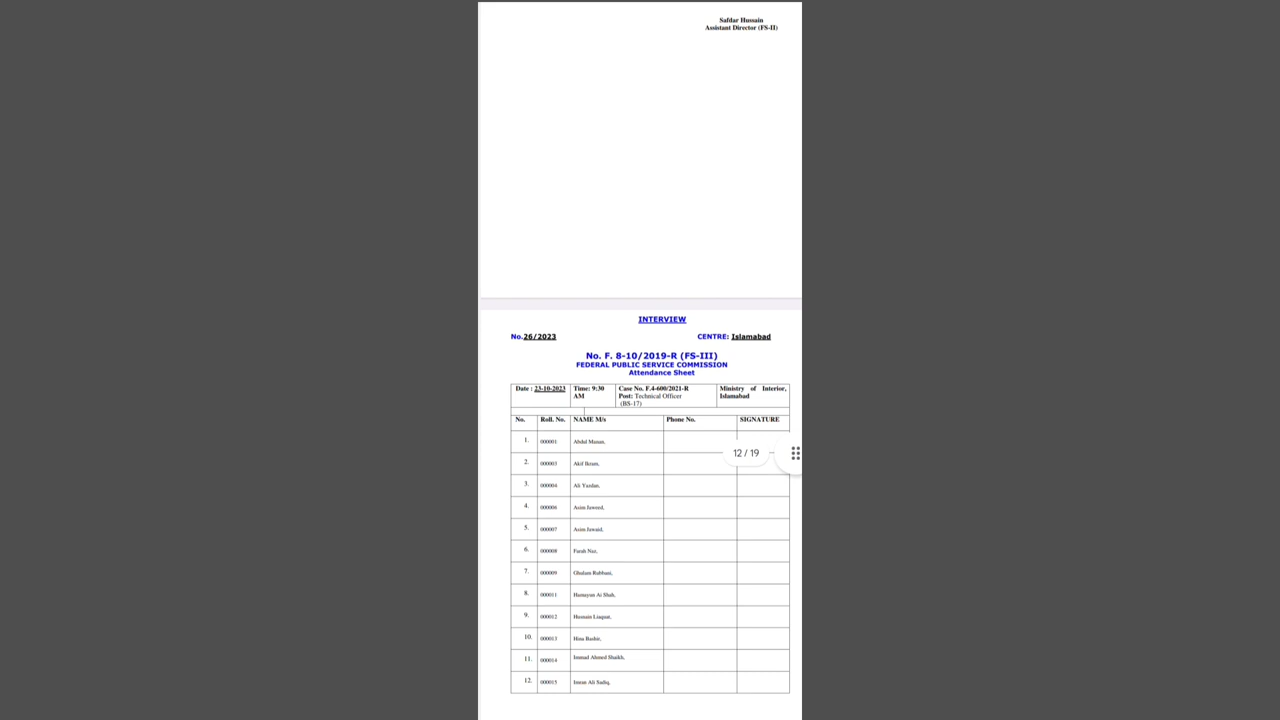 Safdar Hussain
Assistant Director (FS-II)
INTERVIEW
No.26/2023 CENTRE: Islamabad
No. F. 8-10/2019-R (FS-III)
FEDERAL PUBLIC SERVICE COMMISSION
Attendance Sheet
Date : 23-10-2023 Time: 9:30 AM Case No. F.4-600/2021-R Ministry of Interior, Islamabad
Post: Technical Officer
(BS-17)
No. Roll. No. NAME M/s Phone No. SIGNATURE
1. 000001 Abdul Manan,
12 / 19
2. 000003 Akif Ikram,
3. 000004 Ali Yazdan,
4. 000006 Asim Jaweed,
5. 000007 Asim Jawaid,
6. 000008 Farah Naz,
7. 000009 Ghulam Rabbani,
8. 000011 Hamayun Ai Shah,
9. 000012 Hussain Liaquat,
10. 000013 Hina Bashir,
11. 000014 Immad Ahmed Shaikh,
12. 000015 Imran Ali Sadiq,